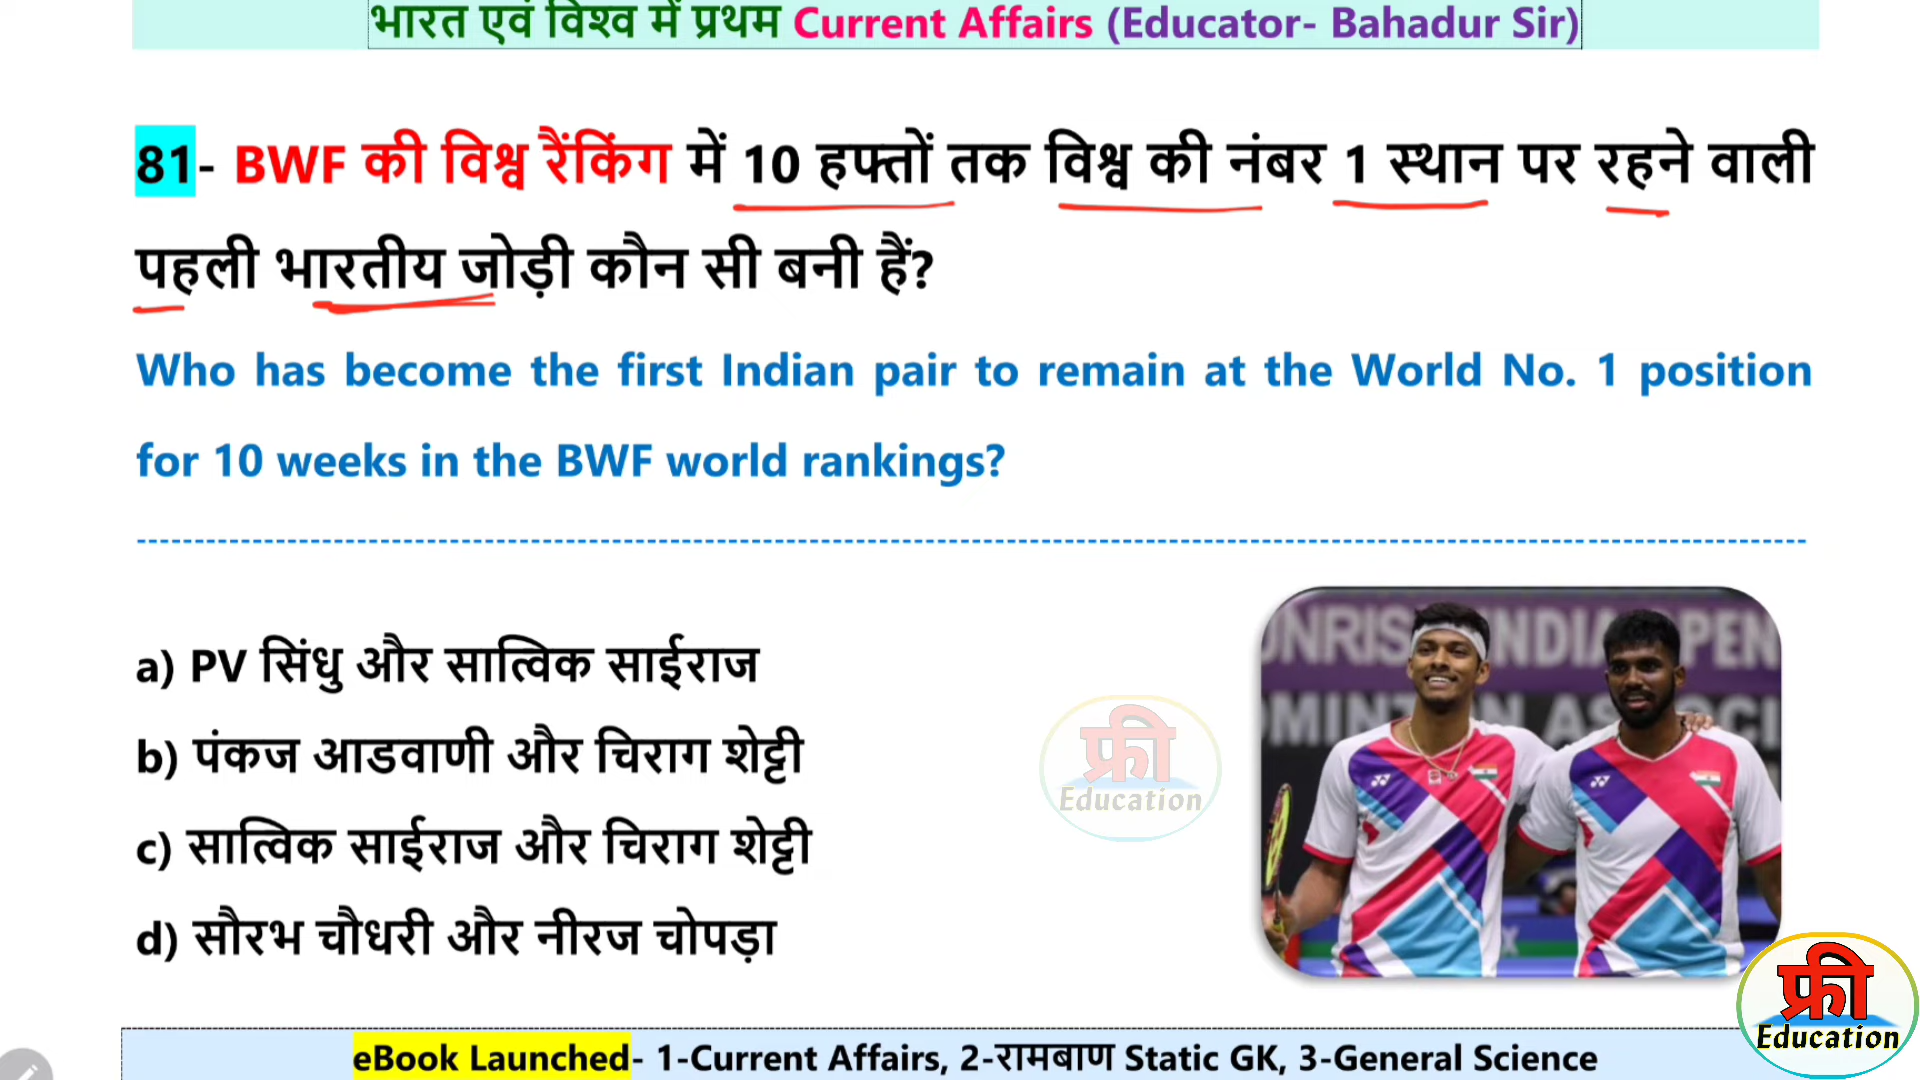 भारत एवं विश्व में प्रथम Current Affairs (Educator- Bahadur Sir)
81- BWF की विश्व रैंकिंग में 10 हफ्तों तक विश्व की नंबर 1 स्थान पर रहने वाली
पहली भारतीय जोड़ी कौन सी बनी हैं?
Who has become the first Indian pair to remain at the World No. 1 position
for 10 weeks in the BWF world rankings?
a) PV सिंधु और सात्विक साईराज
b) पंकज आडवाणी और चिराग शेट्टी
c) सात्विक साईराज और चिराग शेट्टी
d) सौरभ चौधरी और नीरज चोपड़ा
फ्री
Education
फ्री
Education
eBook Launched- 1-Current Affairs, 2-रामबाण Static GK, 3-General Science